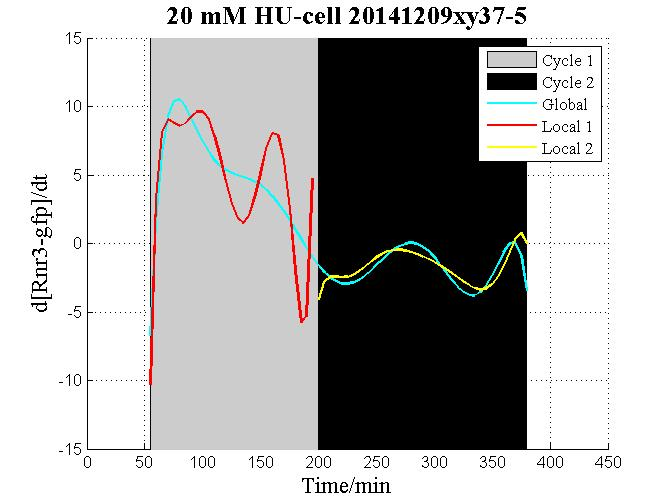 20 mM HU-cell 20141209xy37-5
d[Rnr3-gfp]/dt
15
10
5
0
-5
-10
-15
Cycle 1
Cycle 2
Global
Local 1
Local 2
0
50
100
150
200
250
300
350
400
450
Time/min